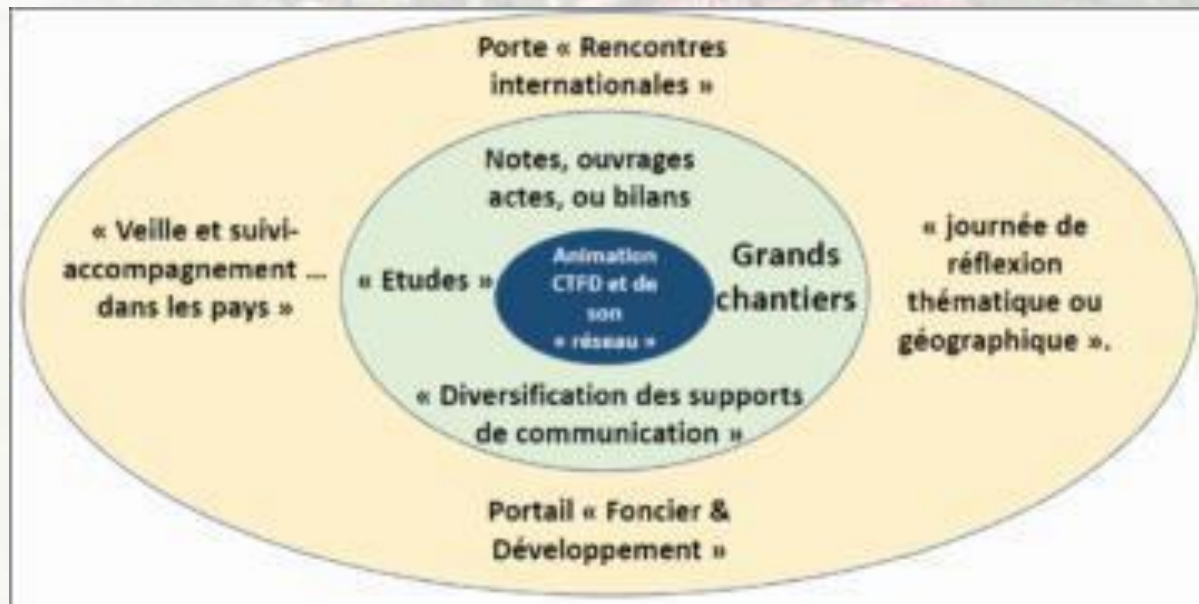 Porte « Rencontres
internationales »
Notes, ouvrages
actes, ou bilans
« Veille et suivi-
accompagnement ...
dans les pays »
« Etudes »
Animation
CTFD et de
son
« réseau »
Grands
chantiers
« journée de
réflexion
thématique ou
géographique ».
« Diversification des supports
de communication »
Portail « Foncier &
Développement »